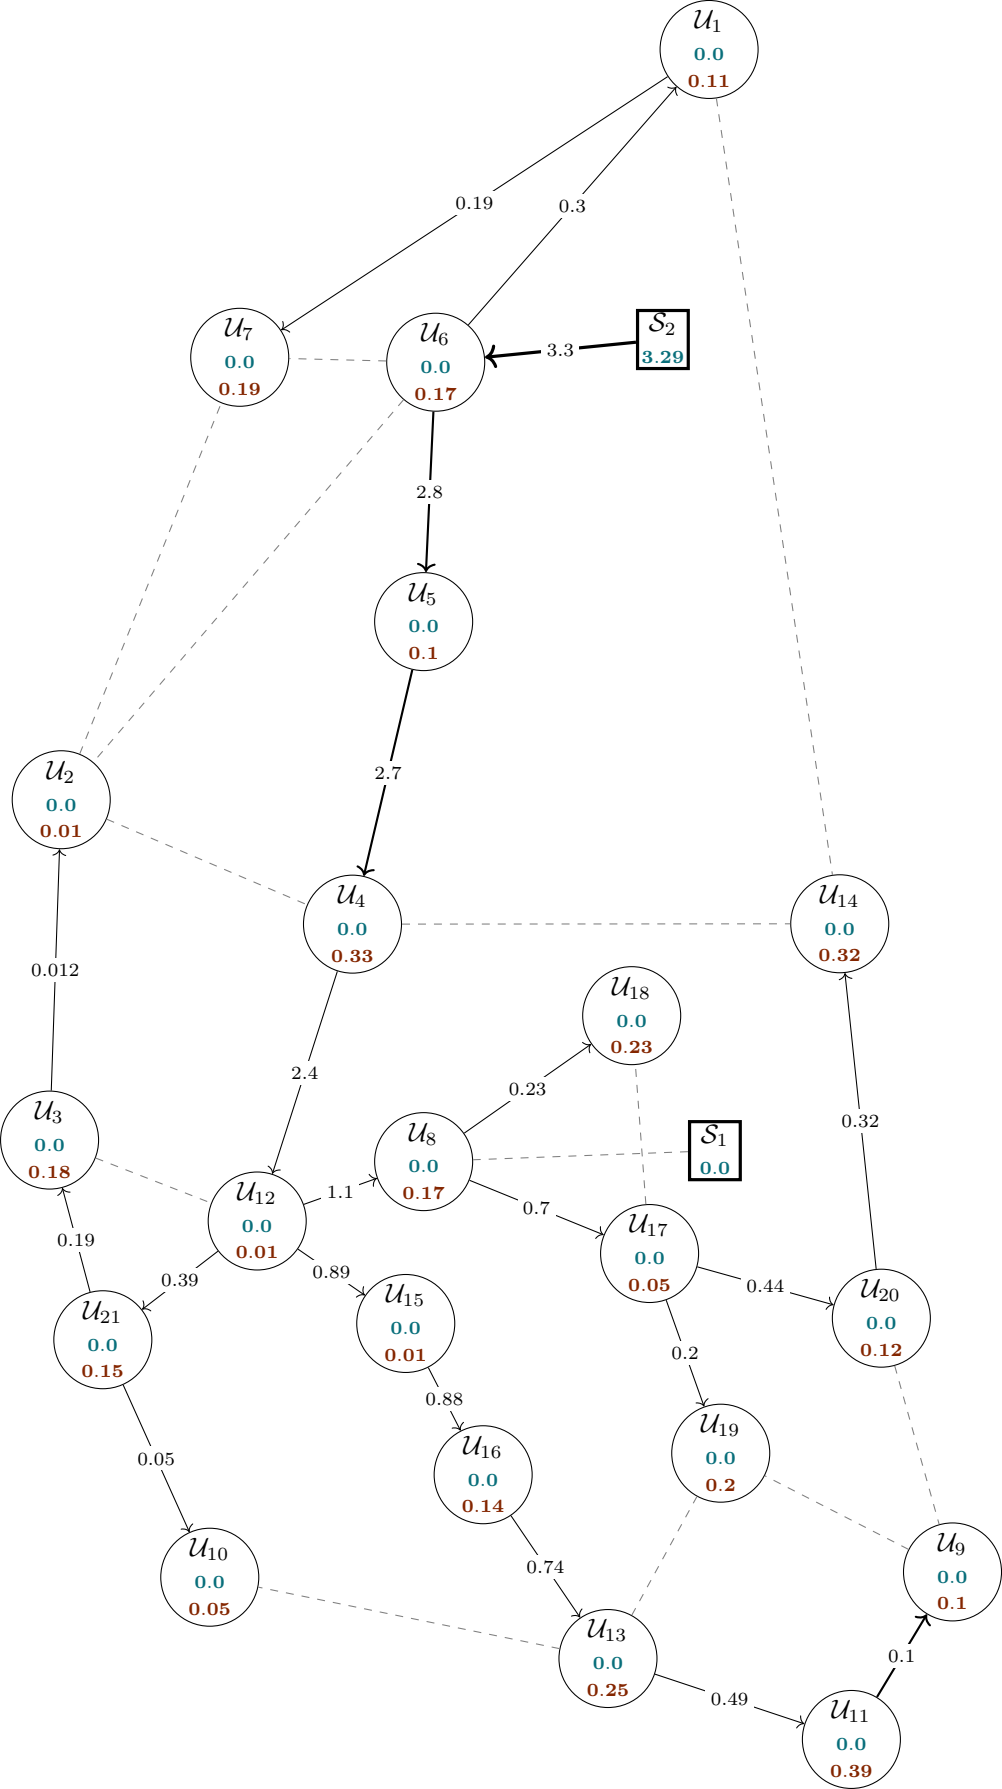 𝒰₁
0.0
0.11
0.19
0.3
𝒰₇
0.0
0.19
𝒰₆
0.0
0.17
3.3
𝒮₂
3.29
2.8
𝒰₅
0.0
0.1
2.7
𝒰₂
0.0
0.01
𝒰₄
0.0
0.33
𝒰₁₄
0.0
0.32
0.012
2.4
𝒰₁₈
0.0
0.23
0.23
0.32
𝒰₃
0.0
0.18
𝒰₈
0.0
0.17
𝒮₁
0.0
𝒰₁₂
0.0
0.01
1.1
0.7
0.19
0.39
0.89
𝒰₁₇
0.0
0.05
0.44
𝒰₂₀
0.0
0.12
𝒰₂₁
0.0
0.15
𝒰₁₅
0.0
0.01
0.2
0.88
0.05
𝒰₁₆
0.0
0.14
𝒰₁₉
0.0
0.2
𝒰₁₀
0.0
0.05
0.74
𝒰₉
0.0
0.1
𝒰₁₃
0.0
0.25
0.1
0.49
𝒰₁₁
0.0
0.39